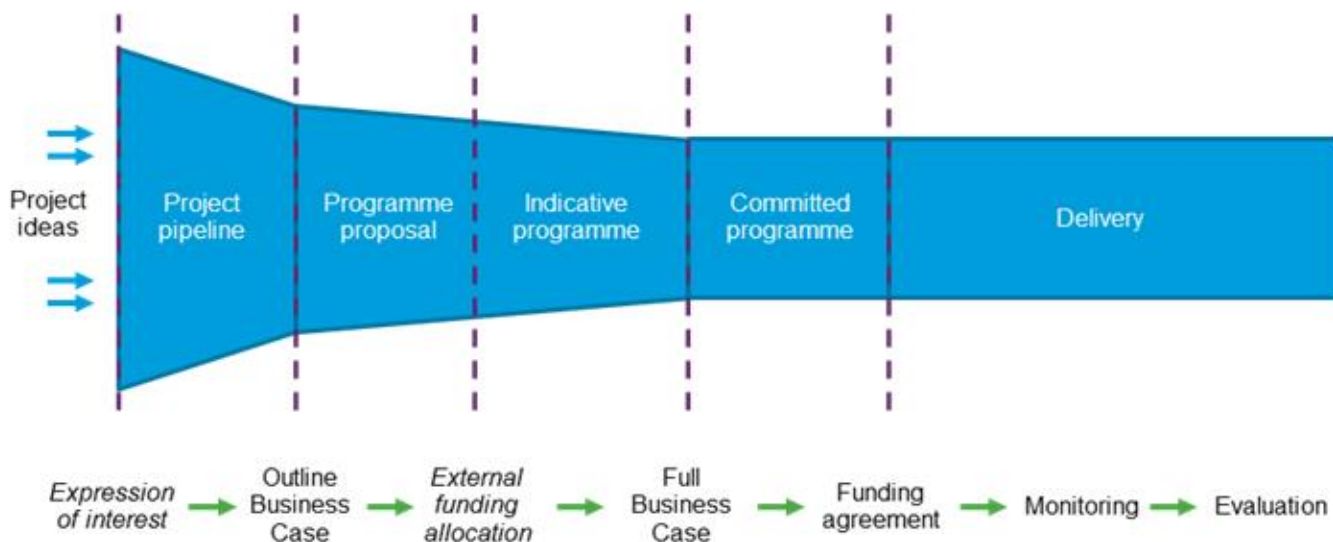 Project
ideas
Project
pipeline
Programme
proposal
Indicative
programme
Committed
programme
Delivery
Expression
of interest
Outline
Business
Case
External
funding
allocation
Full
Business
Case
Funding
agreement
Monitoring
Evaluation